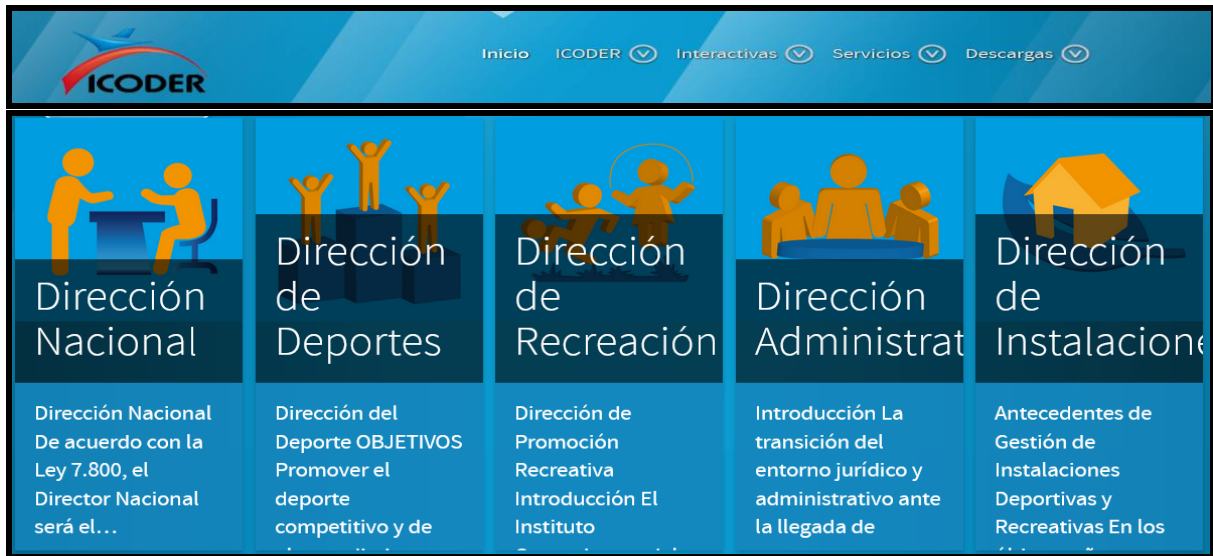 ICODER
Inicio ICODER Interactivas Servicios Descargas
Dirección
Nacional
Dirección Nacional
De acuerdo con la
Ley 7.800, el
Director Nacional
será el...
Dirección
de
Deportes
Dirección del
Deporte OBJETIVOS
Promover el
deporte
competitivo y de
Dirección
de
Recreación
Dirección de
Promoción
Recreativa
Introducción El
Instituto
Dirección
Administrat
Introducción La
transición del
entorno jurídico y
administrativo ante
la llegada de
Dirección
de
Instalacione
Antecedentes de
Gestión de
Instalaciones
Deportivas y
Recreativas En los